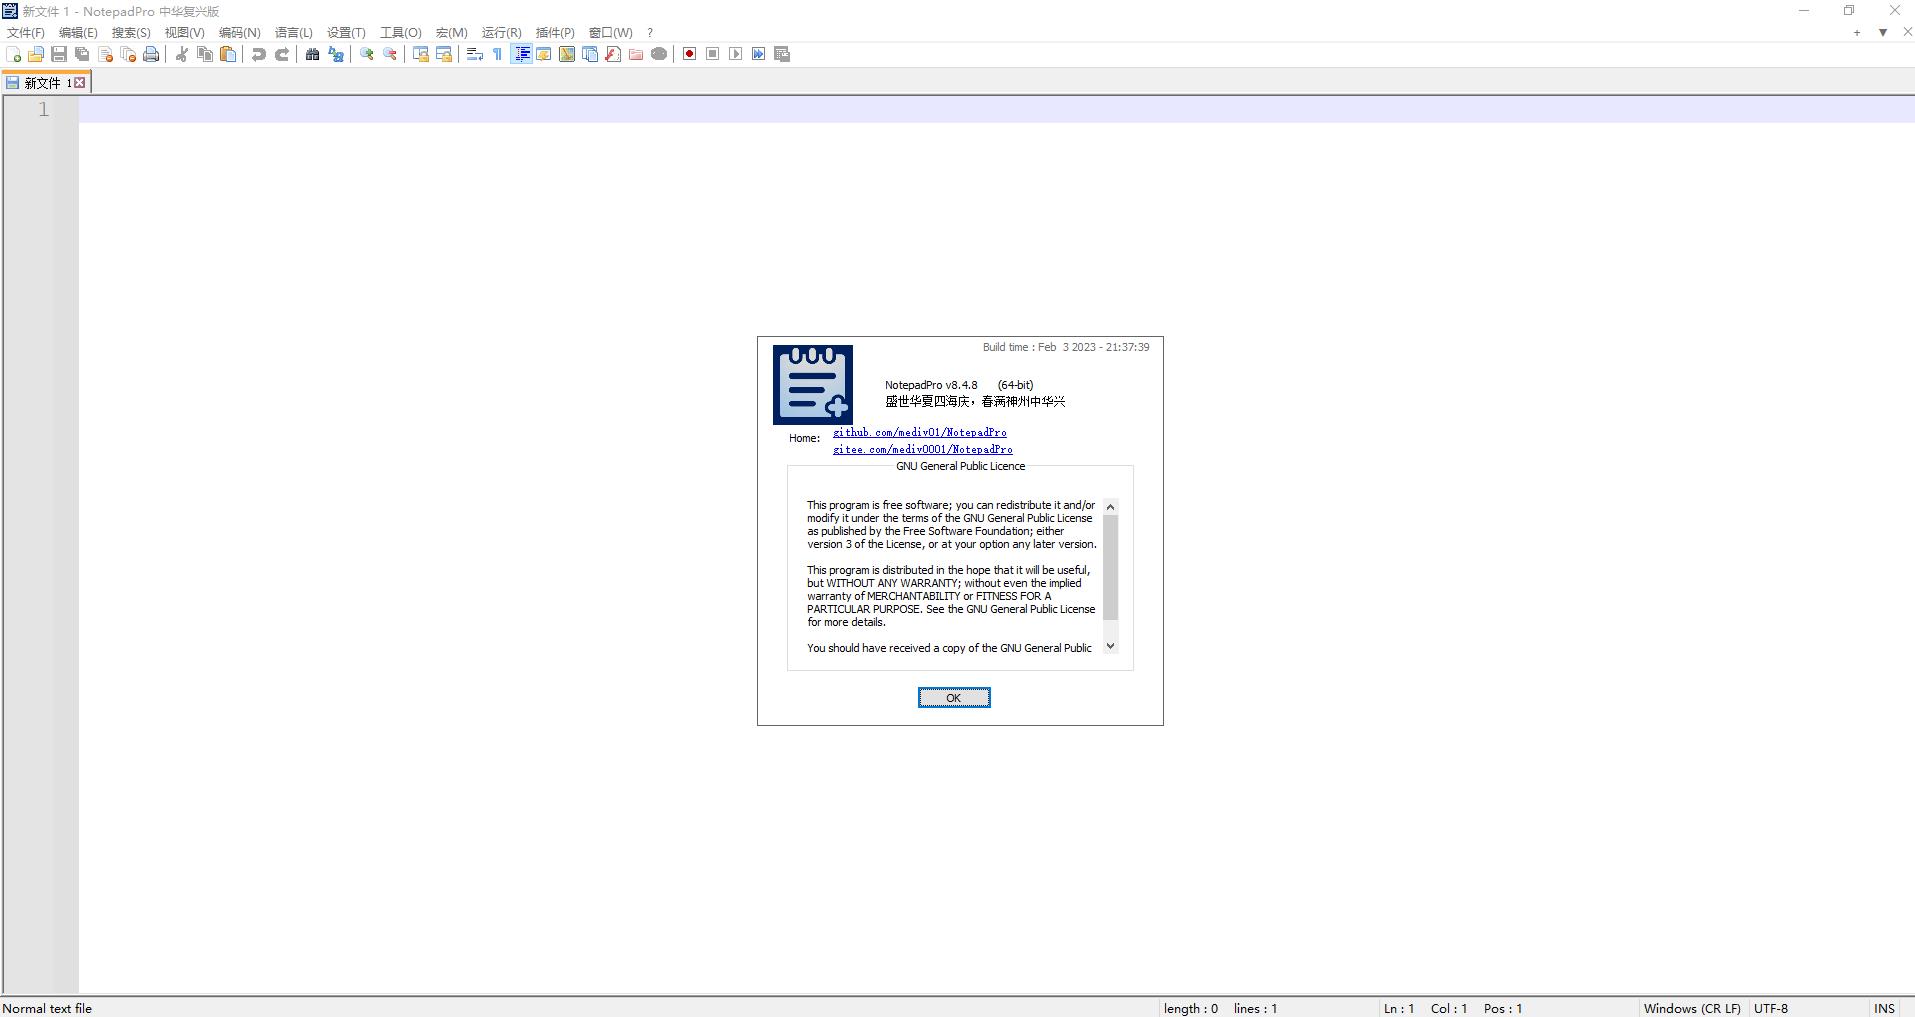 新文件 1 - NotepadPro 中华复兴版
文件(F) 编辑(E) 搜索(S) 视图(V) 编码(N) 语言(L) 设置(T) 工具(O) 宏(M) 运行(R) 插件(P) 窗口(W) ?
新文件 1
1
Build time : Feb 3 2023 - 21:37:39
NotepadPro v8.4.8 (64-bit)
盛世华夏四海庆，春满神州中华兴
Home: github.com/mediv01/NotepadPro
gitee.com/mediv0001/NotepadPro
GNU General Public Licence
This program is free software; you can redistribute it and/or
modify it under the terms of the GNU General Public License
as published by the Free Software Foundation; either
version 3 of the License, or at your option any later version.
This program is distributed in the hope that it will be useful,
but WITHOUT ANY WARRANTY; without even the implied
warranty of MERCHANTABILITY or FITNESS FOR A
PARTICULAR PURPOSE. See the GNU General Public License
for more details.
You should have received a copy of the GNU General Public
OK
Normal text file length : 0 lines : 1 Ln : 1 Col : 1 Pos : 1 Windows (CR LF) UTF-8 INS